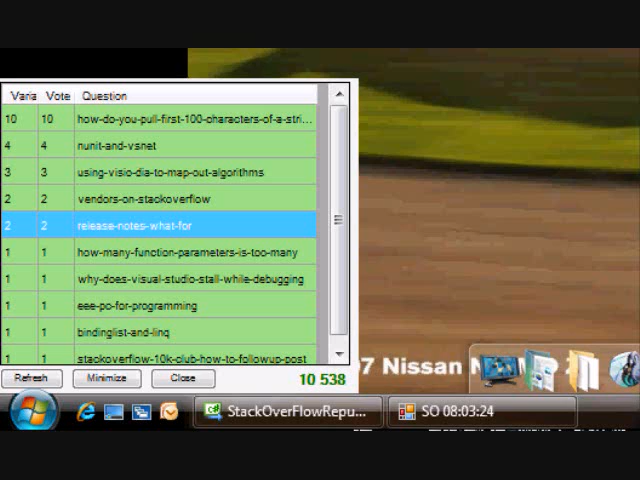 Varia Vote Question
10 10 how-do-you-pull-first-100-characters-of-a-stri...
4 4 nunit-and-vsnet
3 3 using-visio-dia-to-map-out-algorithms
2 2 vendors-on-stackoverflow
2 2 release-notes-what-for
1 1 how-many-function-parameters-is-too-many
1 1 why-does-visual-studio-stall-while-debugging
1 1 eee-pc-for-programming
1 1 bindinglist-and-linq
1 1 stackoverflow-10k-club-how-to-followup-post
Refresh Minimize Close 10 538
7 Nissan
StackOverFlowRepu... SO 08:03:24